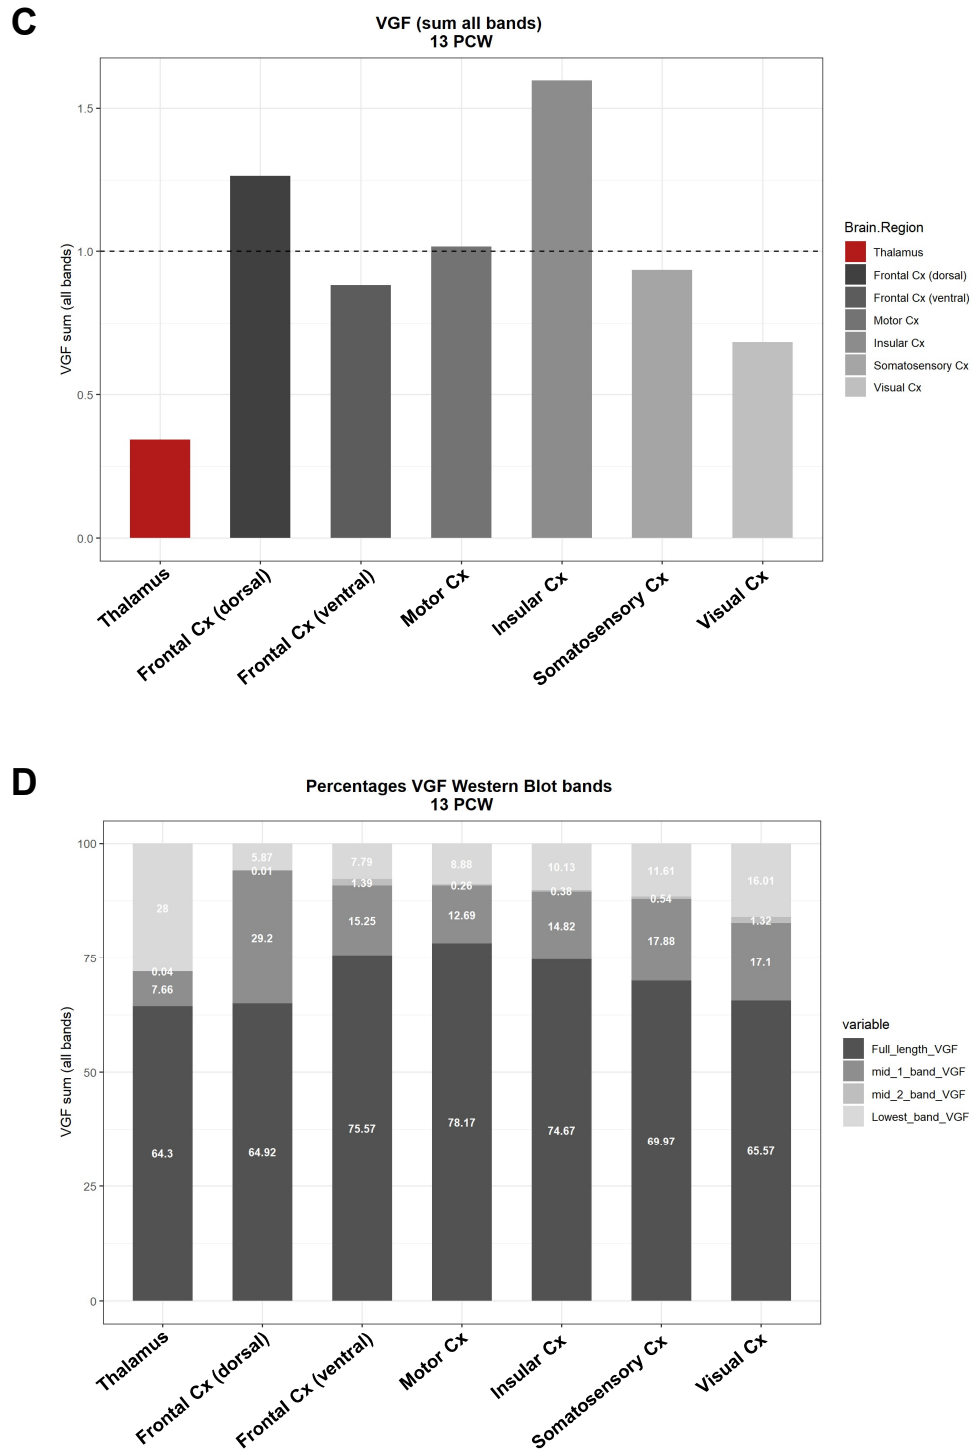 C
VGF (sum all bands)
13 PCW
VGF sum (all bands)
1.5
1.0
0.5
0.0
Thalamus
Frontal Cx (dorsal)
Frontal Cx (ventral)
Motor Cx
Insular Cx
Somatosensory Cx
Visual Cx
Brain.Region
Thalamus
Frontal Cx (dorsal)
Frontal Cx (ventral)
Motor Cx
Insular Cx
Somatosensory Cx
Visual Cx
D
Percentages VGF Western Blot bands
13 PCW
VGF sum (all bands)
100
75
50
25
0
28
0.04
7.66
64.3
5.87
0.01
29.2
64.92
7.79
1.39
15.25
75.57
8.88
0.26
12.69
78.17
10.13
0.38
14.82
74.67
11.61
0.54
17.88
69.97
16.01
1.32
17.1
65.57
Thalamus
Frontal Cx (dorsal)
Frontal Cx (ventral)
Motor Cx
Insular Cx
Somatosensory Cx
Visual Cx
variable
Full_length_VGF
mid_1_band_VGF
mid_2_band_VGF
Lowest_band_VGF